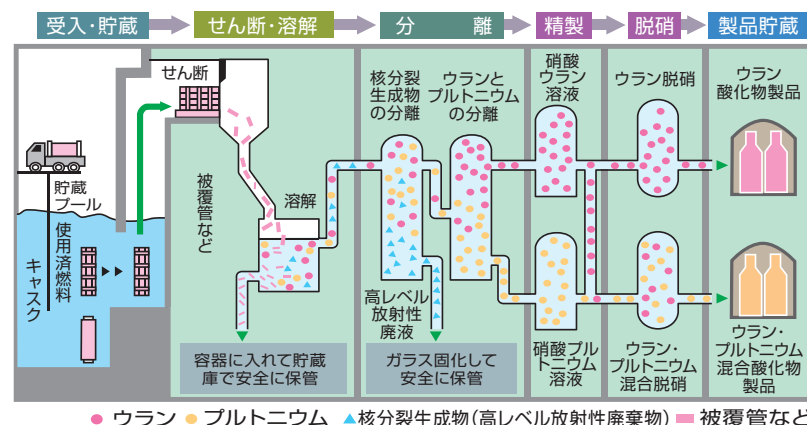 受入・貯蔵
せん断・溶解
分 離
精製
脱硝
製品貯蔵
せん断
貯蔵
プール
キャスク
使用済燃料
被覆管など
溶解
容器に入れて貯蔵
庫で安全に保管
核分裂
生成物
の分離
ウランと
プルトニウム
の分離
高レベル
放射性
廃液
ガラス固化して
安全に保管
硝酸
ウラン
溶液
硝酸プル
トニウム
溶液
ウラン脱硝
ウラン・
プルトニウム
混合脱硝
ウラン
酸化物製品
ウラン・
プルトニウム
混合酸化物
製品
ウラン プルトニウム 核分裂生成物(高レベル放射性廃棄物) 被覆管など